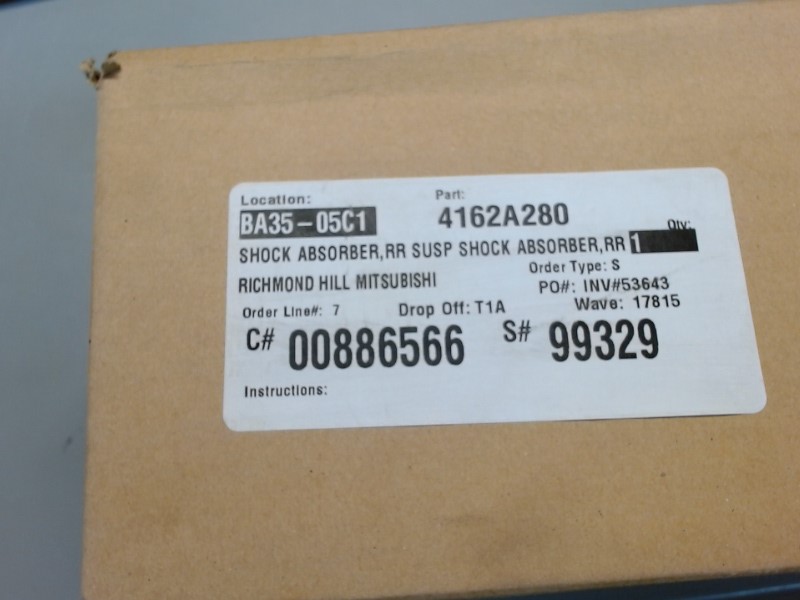 Location: Part:
BA35-05C1 4162A280 Qty:
SHOCK ABSORBER,RR SUSP SHOCK ABSORBER,RR 1
RICHMOND HILL MITSUBISHI Order Type: S
PO#: INV#53643
Order Line#: 7 Drop Off: T1A Wave: 17815
C# 00886566 S# 99329
Instructions: